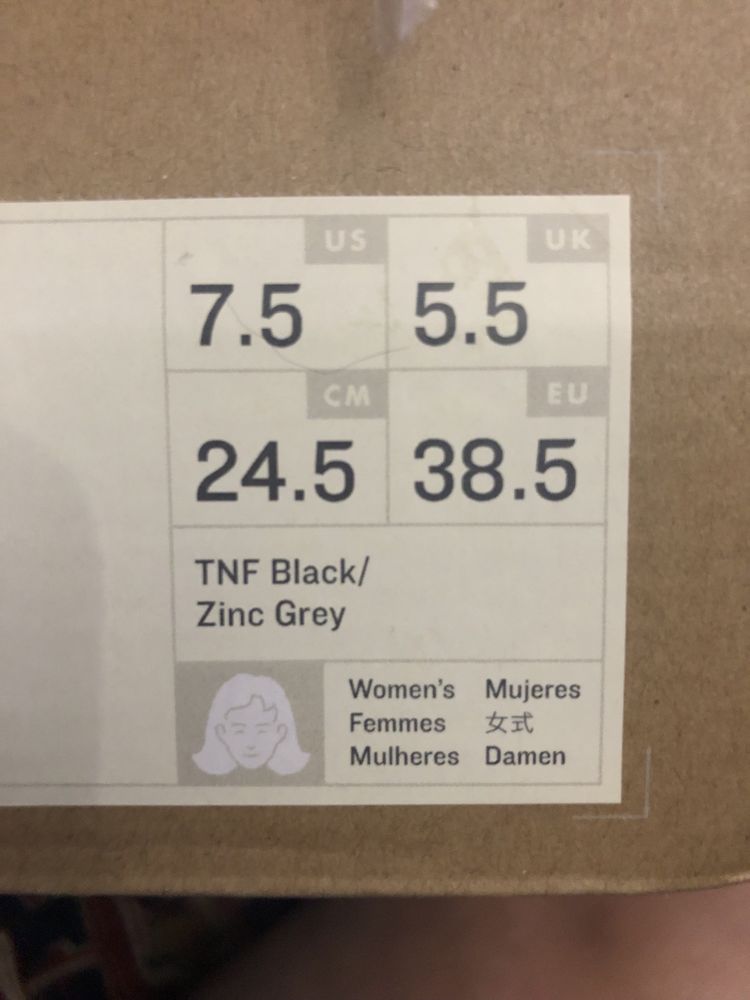 US
7.5
UK
5.5
CM
24.5
EU
38.5
TNF Black/
Zinc Grey
Women's Mujeres
Femmes 女式
Mulheres Damen